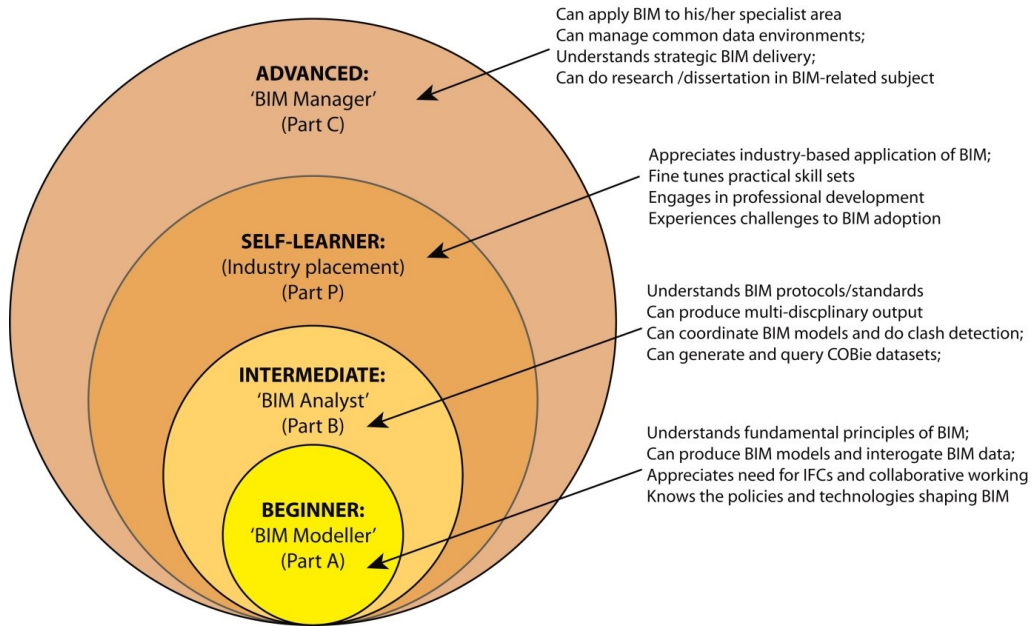 Can apply BIM to his/her specialist area
Can manage common data environments;
Understands strategic BIM delivery;
Can do research /dissertation in BIM-related subject
ADVANCED:
‘BIM Manager’
(Part C)
Appreciates industry-based application of BIM;
Fine tunes practical skill sets
Engages in professional development
Experiences challenges to BIM adoption
SELF-LEARNER:
(Industry placement)
(Part P)
Understands BIM protocols/standards
Can produce multi-discplinary output
Can coordinate BIM models and do clash detection;
Can generate and query COBie datasets;
INTERMEDIATE:
‘BIM Analyst’
(Part B)
Understands fundamental principles of BIM;
Can produce BIM models and interogate BIM data;
Appreciates need for IFCs and collaborative working
Knows the policies and technologies shaping BIM
BEGINNER:
‘BIM Modeller’
(Part A)